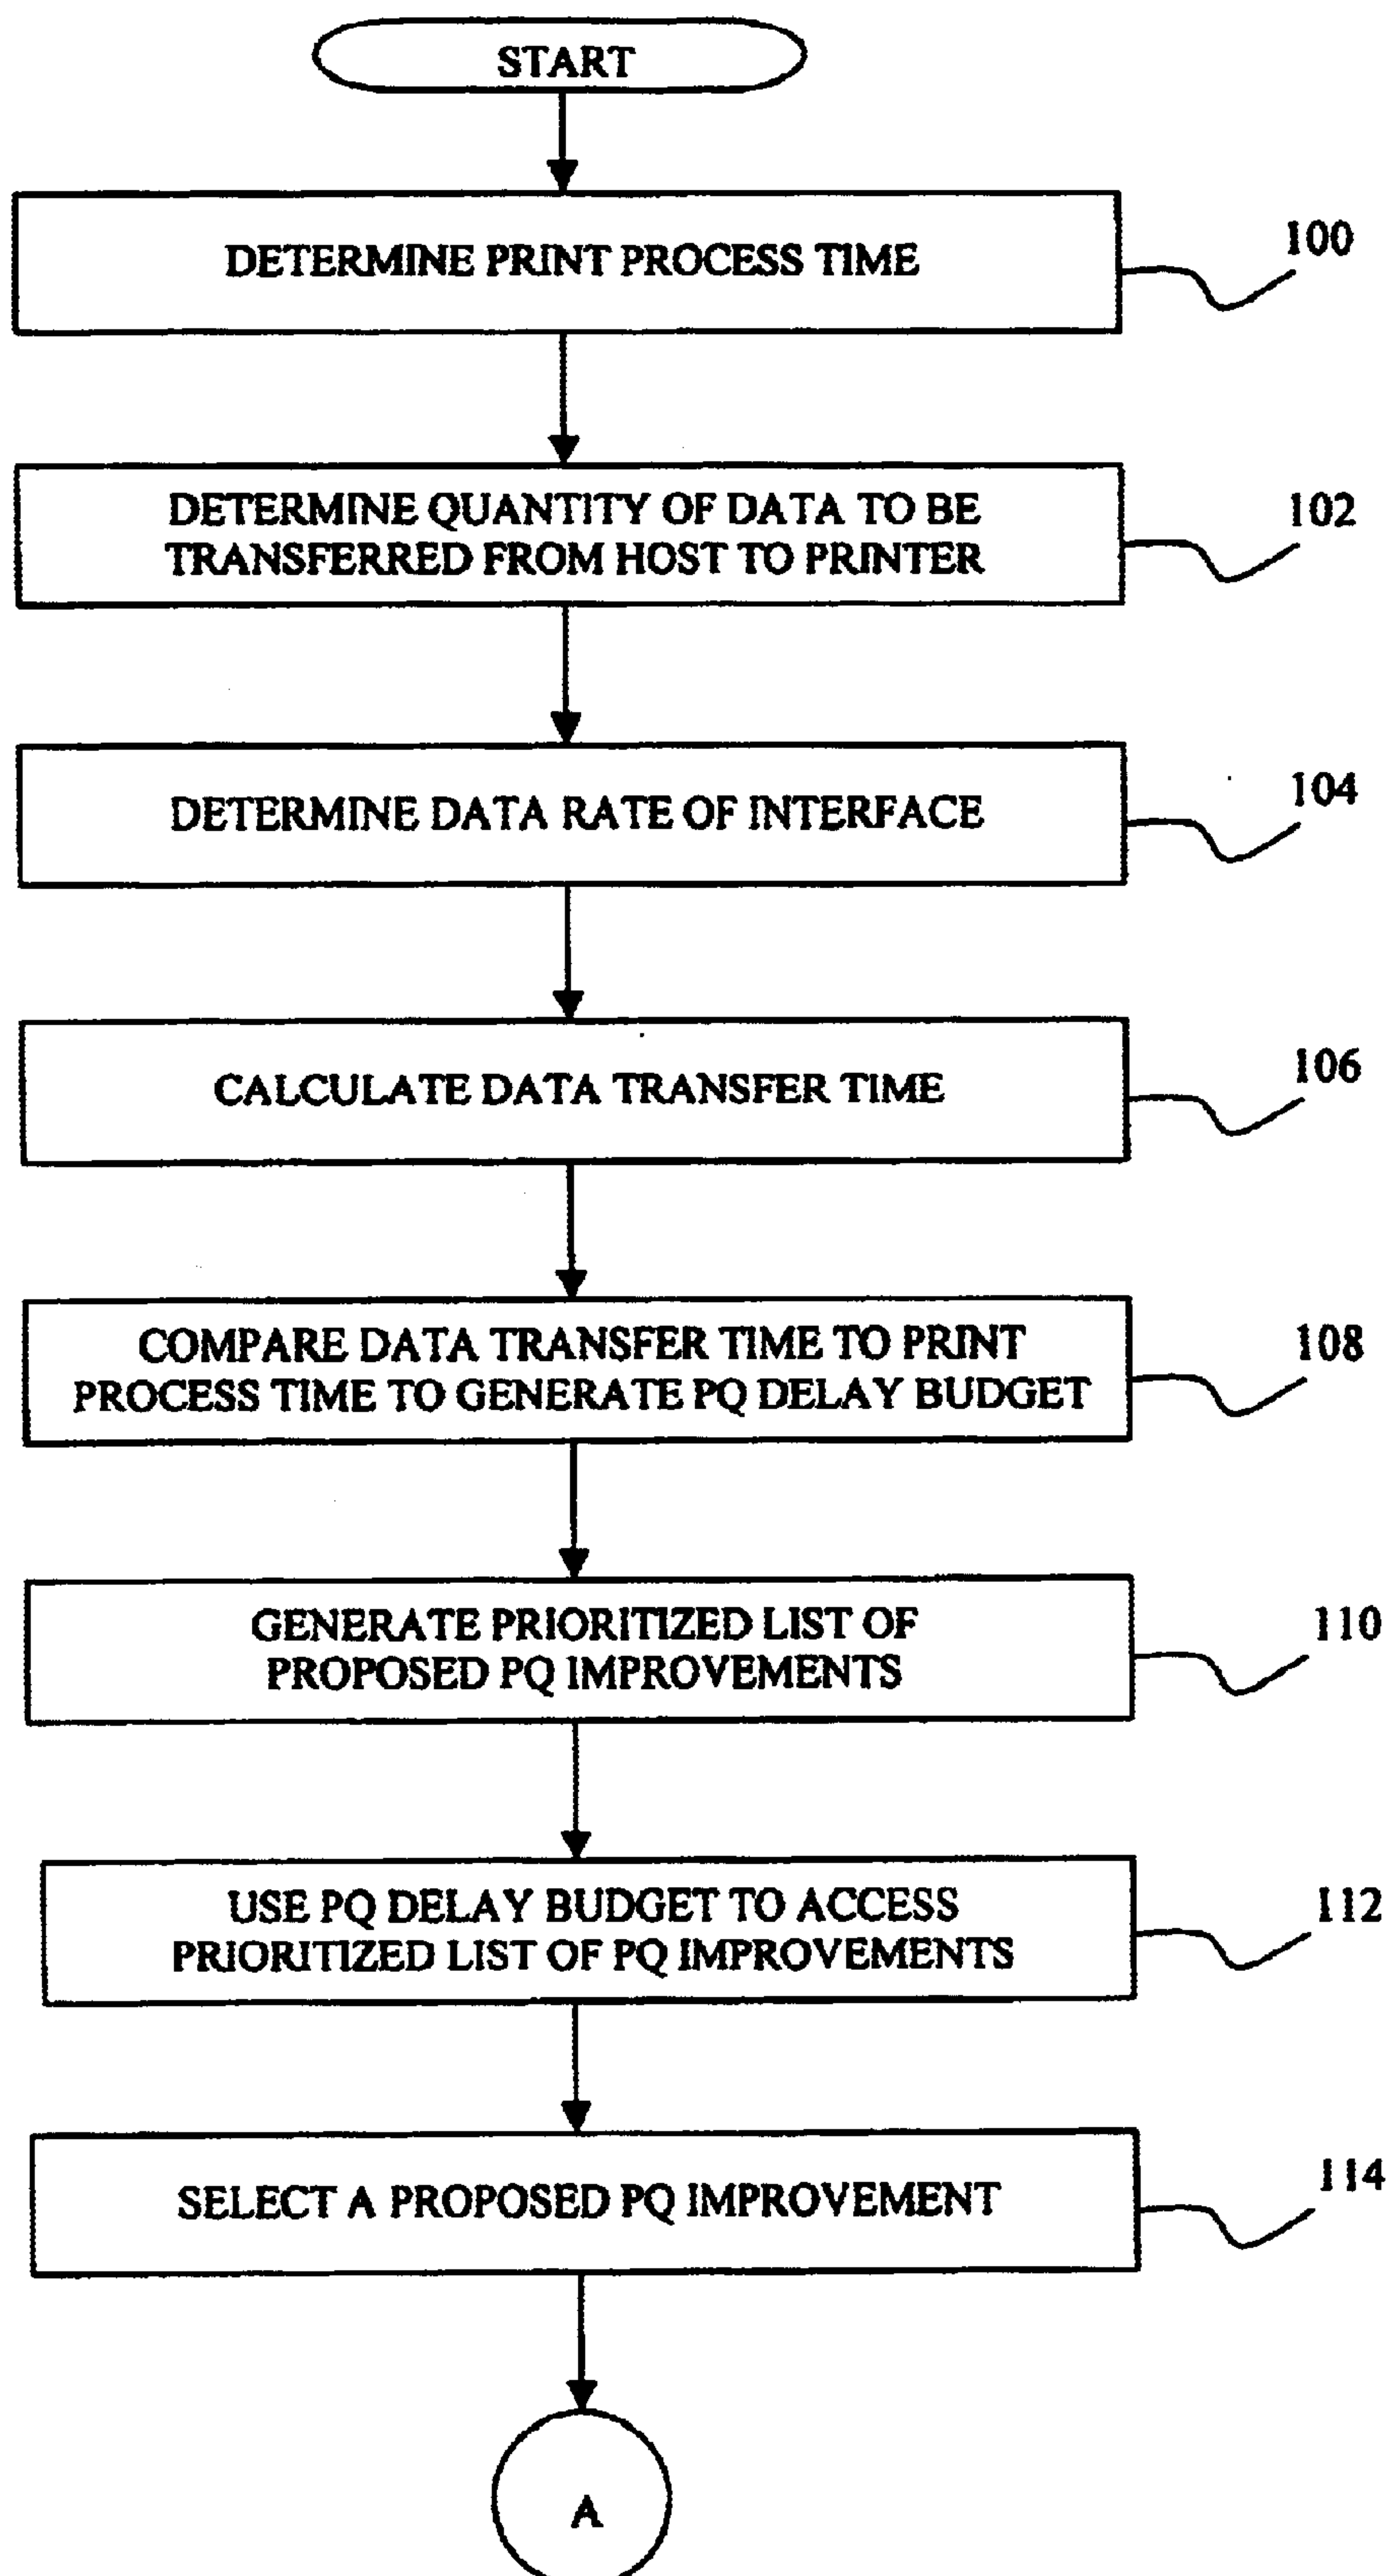 START
DETERMINE PRINT PROCESS TIME
100
DETERMINE QUANTITY OF DATA TO BE
TRANSFERRED FROM HOST TO PRINTER
102
DETERMINE DATA RATE OF INTERFACE
104
CALCULATE DATA TRANSFER TIME
106
COMPARE DATA TRANSFER TIME TO PRINT
PROCESS TIME TO GENERATE PQ DELAY BUDGET
108
GENERATE PRIORITIZED LIST OF
PROPOSED PQ IMPROVEMENTS
110
USE PQ DELAY BUDGET TO ACCESS
PRIORITIZED LIST OF PQ IMPROVEMENTS
112
SELECT A PROPOSED PQ IMPROVEMENT
114
A